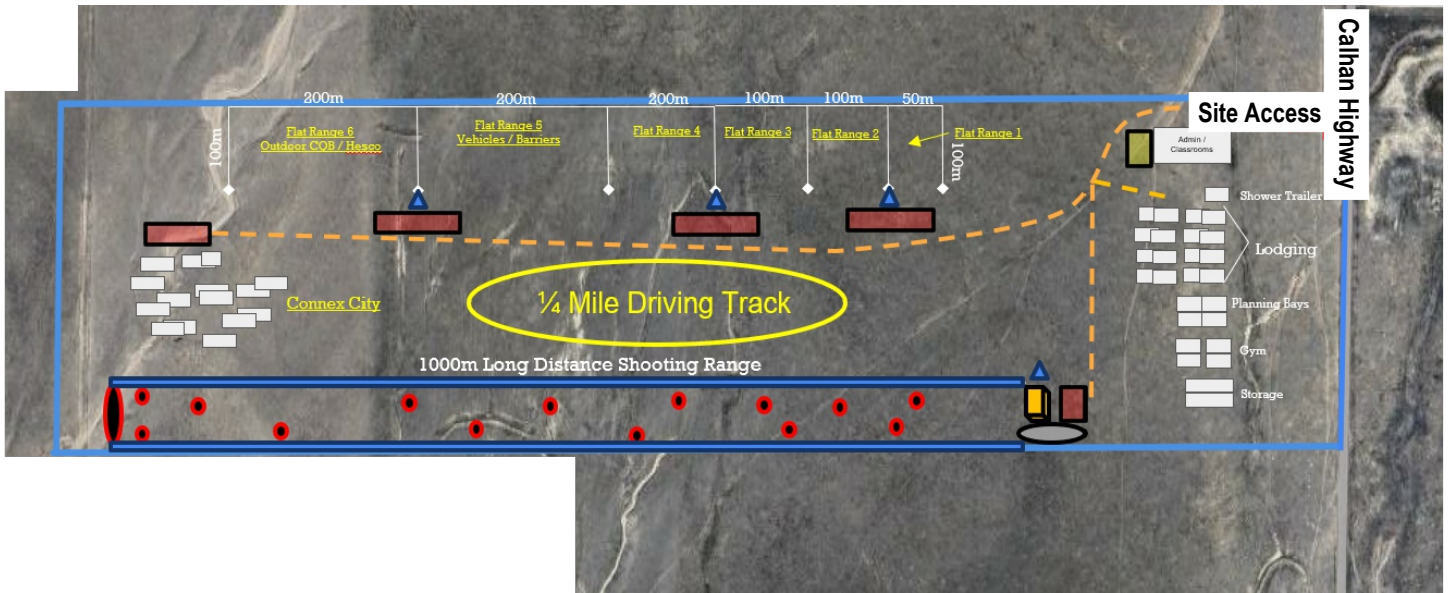 200m
200m
200m
100m
100m
50m
Calhan Highway
Site Access
Flat Range 6
Outdoor CQB / Hesco
Flat Range 5
Vehicles / Barriers
Flat Range 4
Flat Range 3
Flat Range 2
Flat Range 1
100m
100m
Admin /
Classrooms
Shower Trailer
Lodging
Connex City
¼ Mile Driving Track
Planning Bays
Gym
1000m Long Distance Shooting Range
Storage